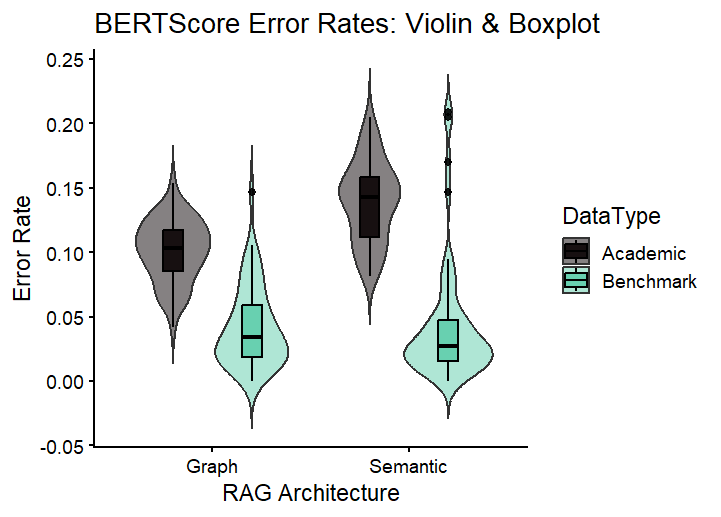 BERTScore Error Rates: Violin & Boxplot
0.25
0.20
0.15
0.10
0.05
0.00
-0.05
Error Rate
Graph
Semantic
RAG Architecture
DataType
Academic
Benchmark